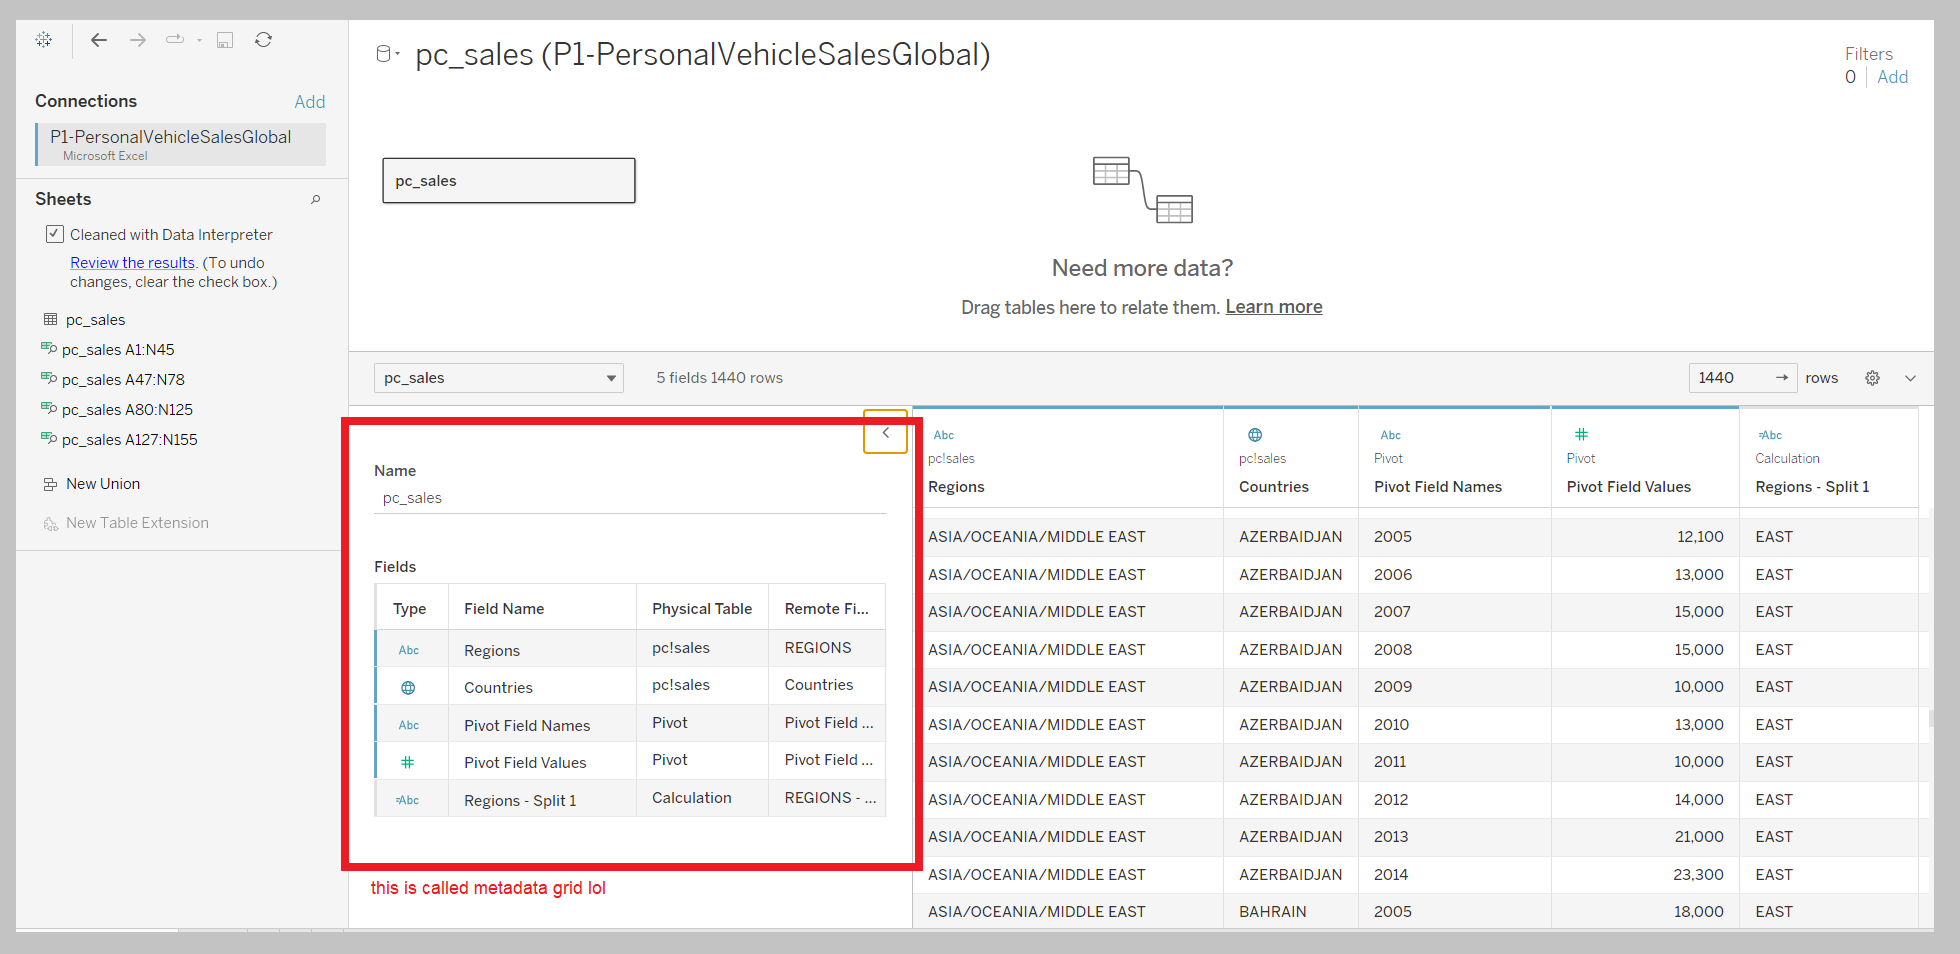 pc_sales (P1-PersonalVehicleSalesGlobal)
Filters
0 Add
Connections Add
P1-PersonalVehicleSalesGlobal
Microsoft Excel
Sheets
Cleaned with Data Interpreter
Review the results. (To undo
changes, clear the check box.)
pc_sales
pc_sales A1:N45
pc_sales A47:N78
pc_sales A80:N125
pc_sales A127:N155
New Union
New Table Extension
pc_sales
Need more data?
Drag tables here to relate them. Learn more
pc_sales 5 fields 1440 rows 1440 → rows
Name
pc_sales
Fields
Type Field Name Physical Table Remote Fi...
Abc Regions pc!sales REGIONS
Countries pc!sales Countries
Abc Pivot Field Names Pivot Pivot Field ...
# Pivot Field Values Pivot Pivot Field ...
=Abc Regions - Split 1 Calculation REGIONS - ...
this is called metadata grid lol
Abc Abc # =Abc
pc!sales pc!sales Pivot Pivot Calculation
Regions Countries Pivot Field Names Pivot Field Values Regions - Split 1
ASIA/OCEANIA/MIDDLE EAST AZERBAIDJAN 2005 12,100 EAST
ASIA/OCEANIA/MIDDLE EAST AZERBAIDJAN 2006 13,000 EAST
ASIA/OCEANIA/MIDDLE EAST AZERBAIDJAN 2007 15,000 EAST
ASIA/OCEANIA/MIDDLE EAST AZERBAIDJAN 2008 15,000 EAST
ASIA/OCEANIA/MIDDLE EAST AZERBAIDJAN 2009 10,000 EAST
ASIA/OCEANIA/MIDDLE EAST AZERBAIDJAN 2010 13,000 EAST
ASIA/OCEANIA/MIDDLE EAST AZERBAIDJAN 2011 10,000 EAST
ASIA/OCEANIA/MIDDLE EAST AZERBAIDJAN 2012 14,000 EAST
ASIA/OCEANIA/MIDDLE EAST AZERBAIDJAN 2013 21,000 EAST
ASIA/OCEANIA/MIDDLE EAST AZERBAIDJAN 2014 23,300 EAST
ASIA/OCEANIA/MIDDLE EAST BAHRAIN 2005 18,000 EAST